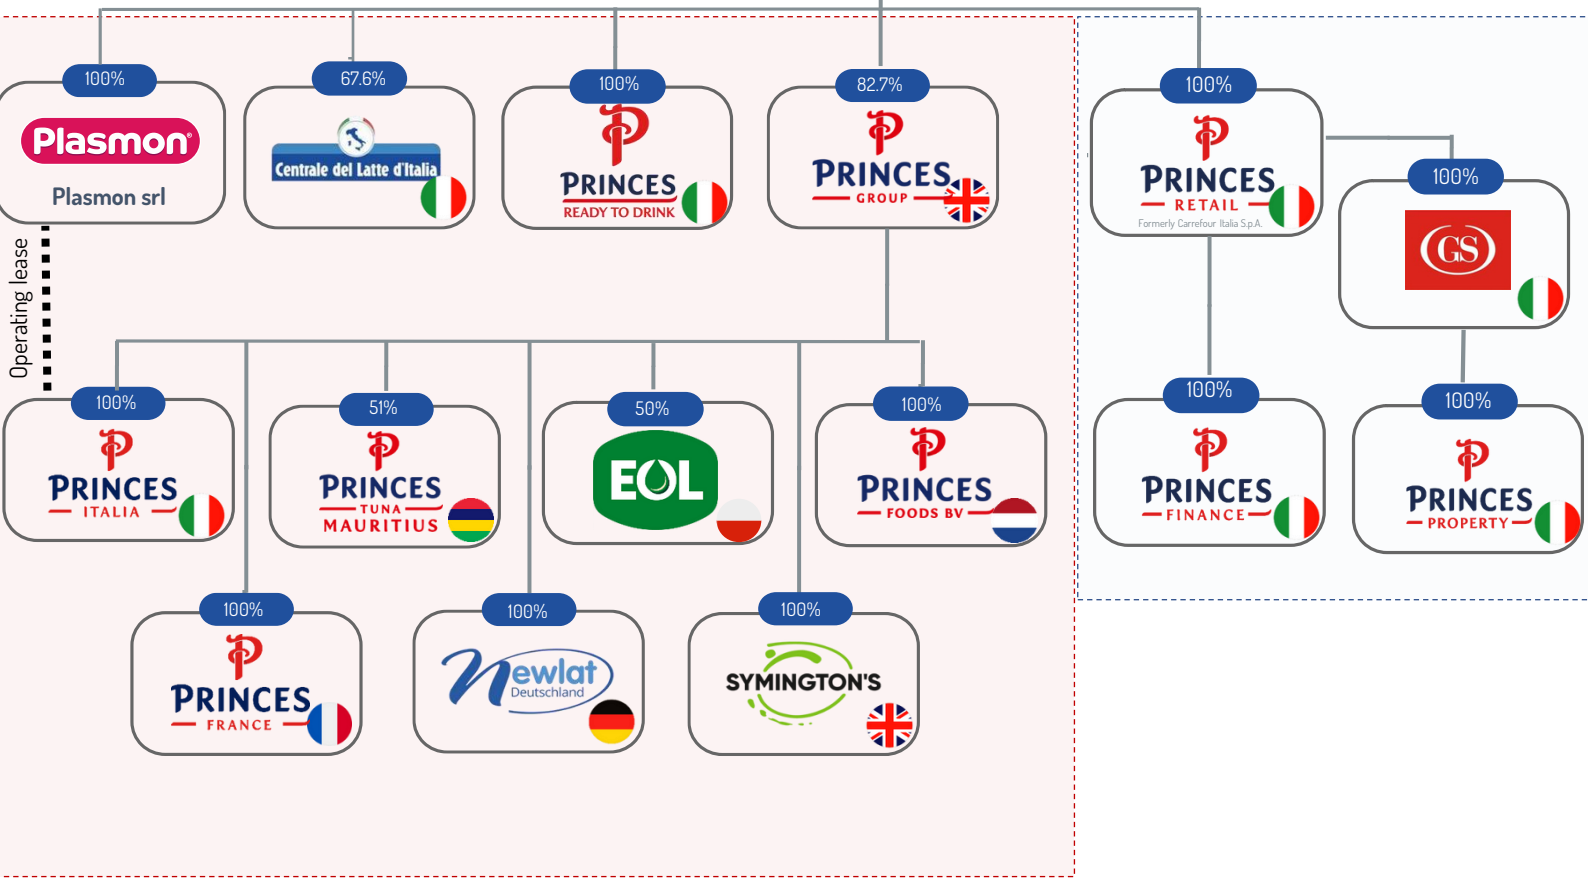 100%
67.6%
100%
82.7%
100%
Plasmon®
Plasmon srl
Centrale del Latte d'Italia
PRINCES
READY TO DRINK
PRINCES
GROUP
PRINCES
RETAIL
Formerly Carrefour Italia S.p.A.
100%
GS
Operating lease
100%
PRINCES
ITALIA
51%
PRINCES
TUNA
MAURITIUS
50%
EOL
100%
PRINCES
FOODS BV
100%
PRINCES
FINANCE
100%
PRINCES
PROPERTY
100%
PRINCES
FRANCE
100%
Newlat
Deutschland
100%
SYMINGTON'S